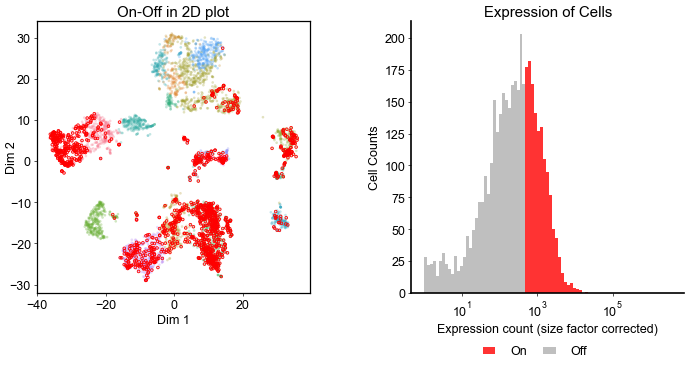 On-Off in 2D plot
30
20
10
0
−10
−20
−30
−40
−20
0
20
Dim 2
Dim 1
Expression of Cells
200
175
150
125
100
75
50
25
0
10^1
10^3
10^5
Cell Counts
Expression count (size factor corrected)
On
Off